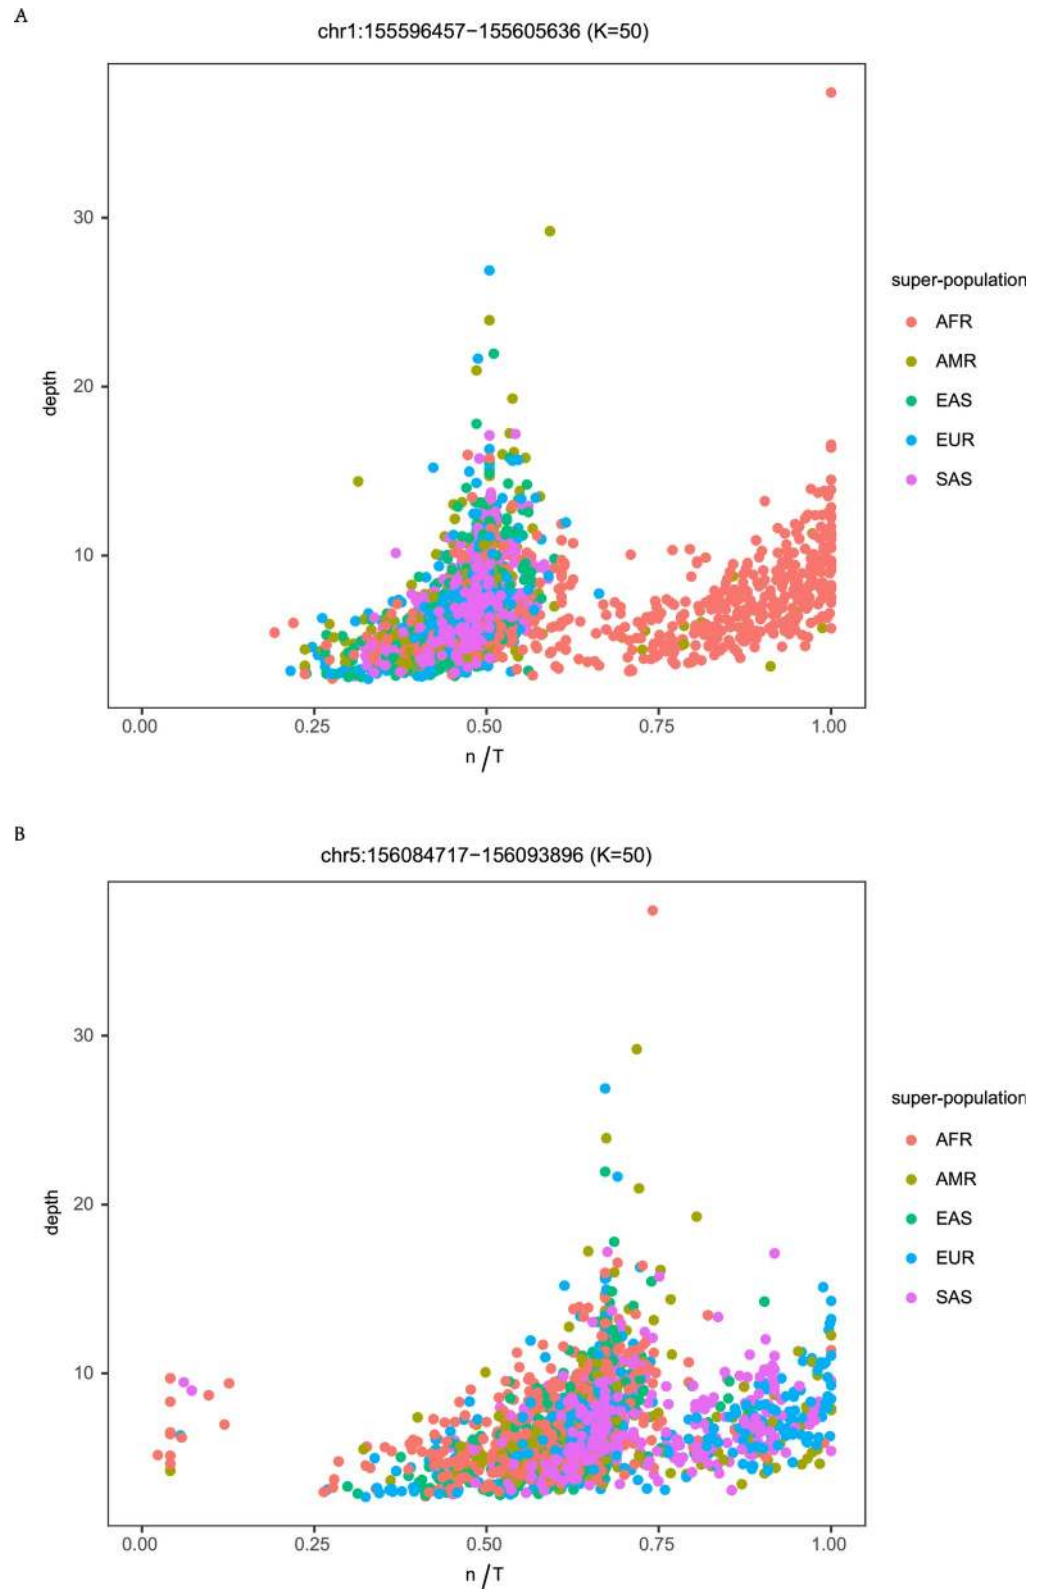 A
chr1:155596457−155605636 (K=50)
30
20
10
depth
0.00 0.25 0.50 0.75 1.00
n / T
super-population
AFR
AMR
EAS
EUR
SAS
B
chr5:156084717−156093896 (K=50)
30
20
10
depth
0.00 0.25 0.50 0.75 1.00
n / T
super-population
AFR
AMR
EAS
EUR
SAS